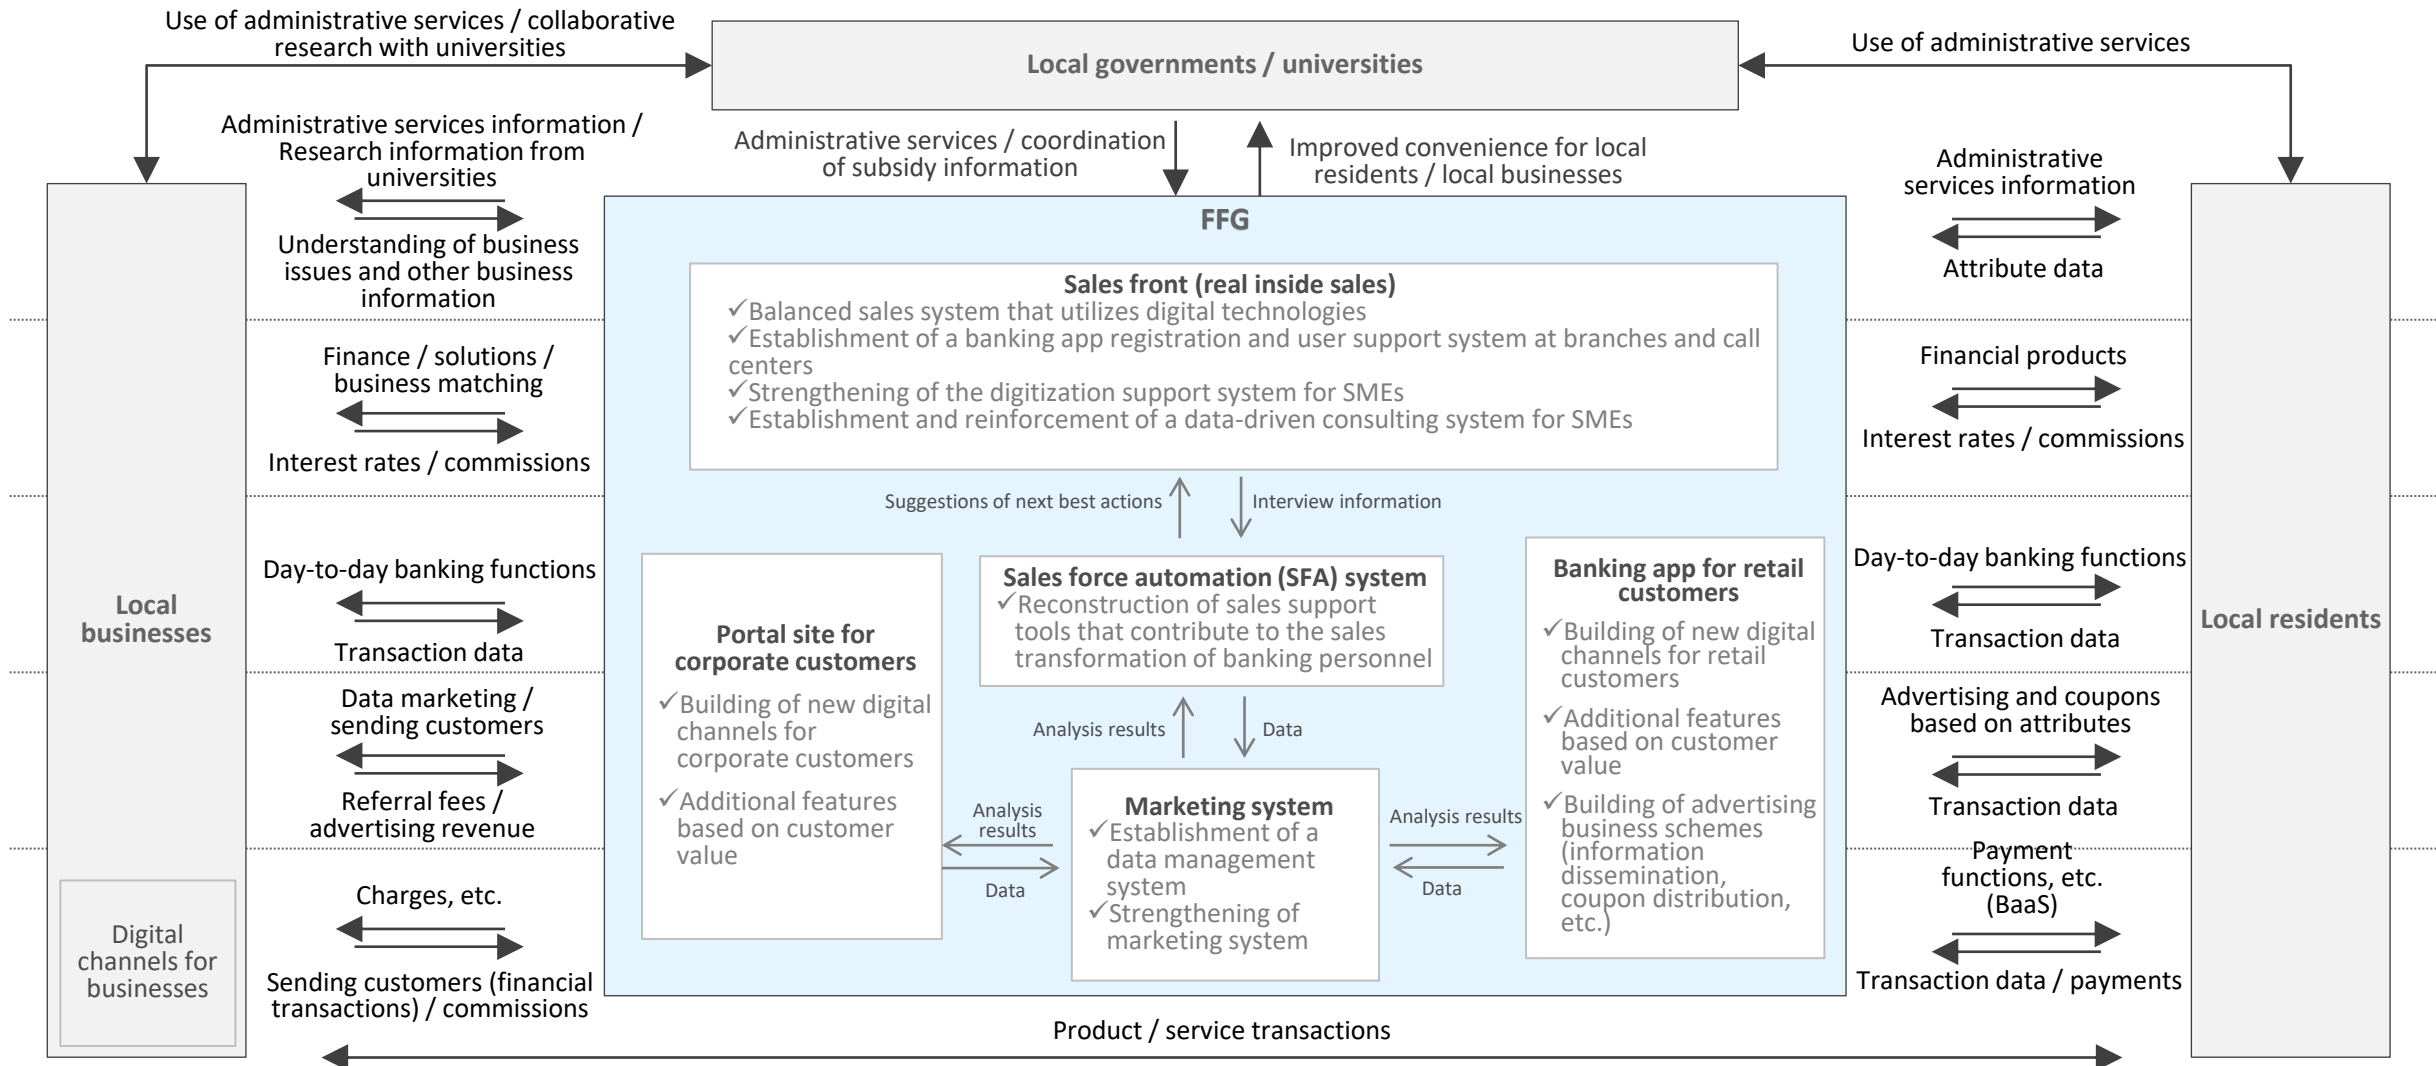 Use of administrative services / collaborative
research with universities
Local governments / universities
Use of administrative services
Administrative services information /
Research information from
universities
Understanding of business
issues and other business
information
Administrative services / coordination
of subsidy information
Improved convenience for local
residents / local businesses
Administrative
services information
Attribute data
FFG
Sales front (real inside sales)
✓Balanced sales system that utilizes digital technologies
✓Establishment of a banking app registration and user support system at branches and call
centers
✓Strengthening of the digitization support system for SMEs
✓Establishment and reinforcement of a data-driven consulting system for SMEs
Finance / solutions /
business matching
Interest rates / commissions
Financial products
Interest rates / commissions
Suggestions of next best actions
Interview information
Local
businesses
Day-to-day banking functions
Transaction data
Portal site for
corporate customers
✓Building of new digital
channels for
corporate customers
✓Additional features
based on customer
value
Sales force automation (SFA) system
✓Reconstruction of sales support
tools that contribute to the sales
transformation of banking personnel
Analysis results
Data
Banking app for retail
customers
✓Building of new digital
channels for retail
customers
✓Additional features
based on customer
value
✓Building of advertising
business schemes
(information
dissemination,
coupon distribution,
etc.)
Day-to-day banking functions
Transaction data
Local residents
Data marketing /
sending customers
Referral fees /
advertising revenue
Analysis
results
Data
Marketing system
✓Establishment of a
data management
system
✓Strengthening of
marketing system
Analysis results
Data
Advertising and coupons
based on attributes
Transaction data
Digital
channels for
businesses
Charges, etc.
Sending customers (financial
transactions) / commissions
Payment
functions, etc.
(BaaS)
Transaction data / payments
Product / service transactions